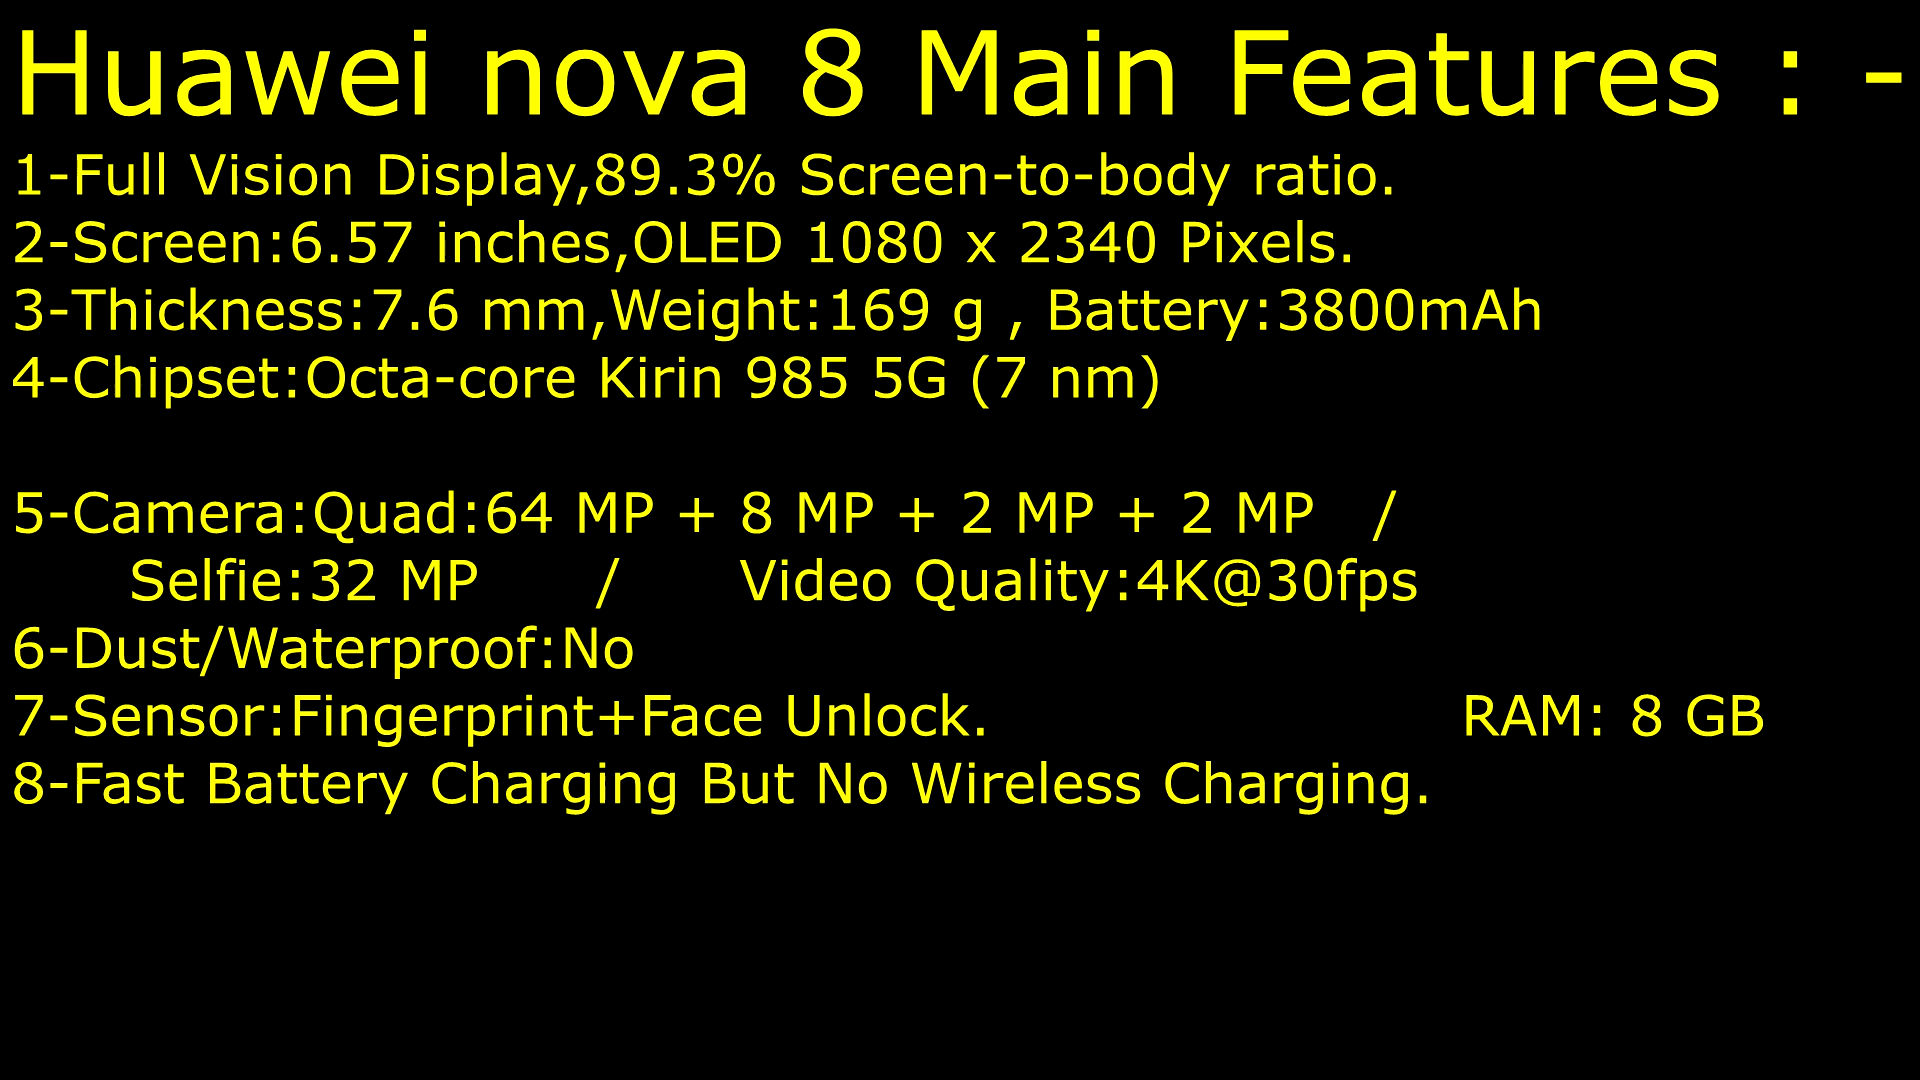 Huawei nova 8 Main Features : -
1-Full Vision Display,89.3% Screen-to-body ratio.
2-Screen:6.57 inches,OLED 1080 x 2340 Pixels.
3-Thickness:7.6 mm,Weight:169 g , Battery:3800mAh
4-Chipset:Octa-core Kirin 985 5G (7 nm)
5-Camera:Quad:64 MP + 8 MP + 2 MP + 2 MP /
Selfie:32 MP / Video Quality:4K@30fps
6-Dust/Waterproof:No
7-Sensor:Fingerprint+Face Unlock. RAM: 8 GB
8-Fast Battery Charging But No Wireless Charging.